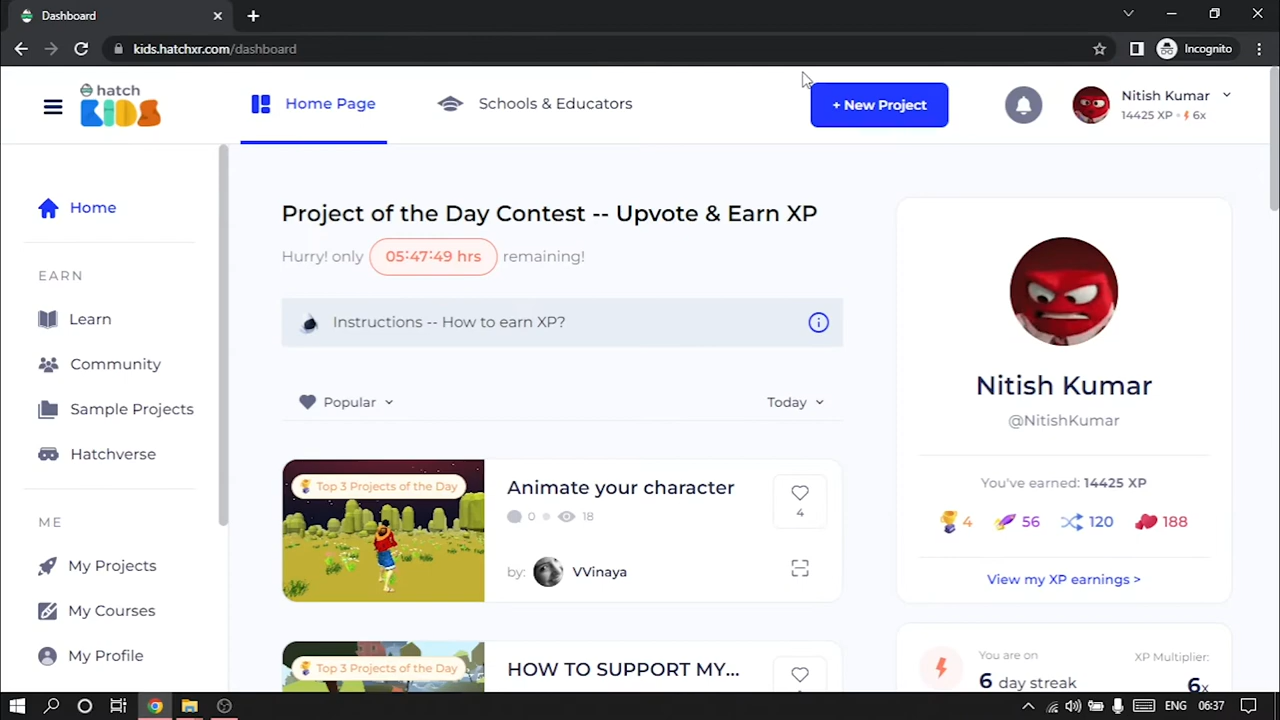 Dashboard
kids.hatchxr.com/dashboard
Incognito
hatch
KIDS
Home Page
Schools & Educators
+ New Project
Nitish Kumar
14425 XP • 6x
Home
EARN
Learn
Community
Sample Projects
Hatchverse
ME
My Projects
My Courses
My Profile
Project of the Day Contest -- Upvote & Earn XP
Hurry! only 05:47:49 hrs remaining!
Instructions -- How to earn XP?
Popular
Today
Top 3 Projects of the Day
Animate your character
0
18
4
by: VVinaya
Top 3 Projects of the Day
HOW TO SUPPORT MY...
Nitish Kumar
@NitishKumar
You've earned: 14425 XP
4 56 120 188
View my XP earnings >
You are on
6 day streak
XP Multiplier:
6x
ENG
06:37